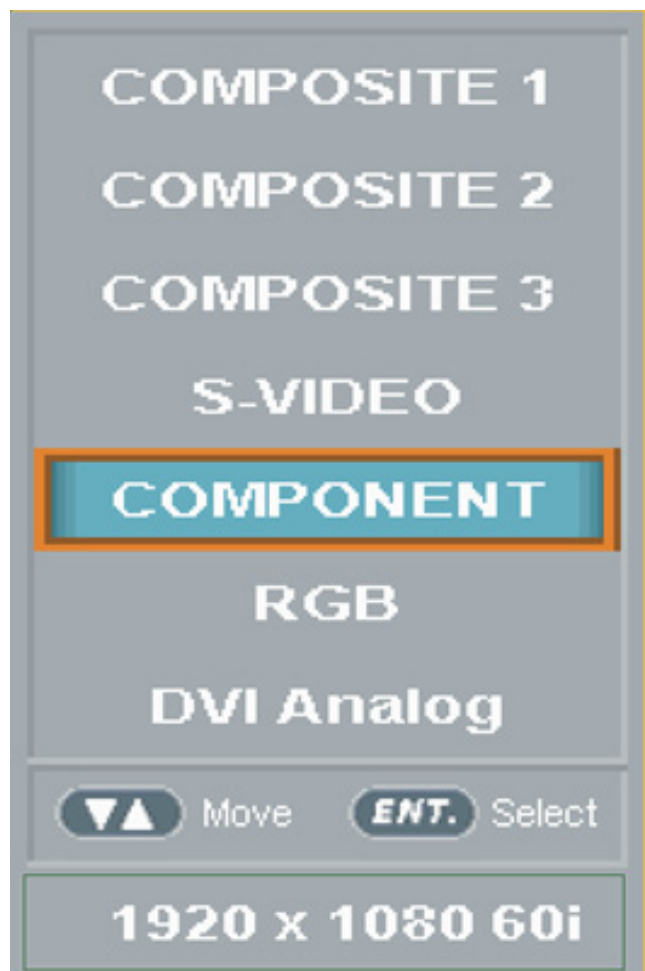 COMPOSITE 1
COMPOSITE 2
COMPOSITE 3
S-VIDEO
COMPONENT
RGB
DVI Analog
▼▲ Move ENT. Select
1920 x 1080 60i